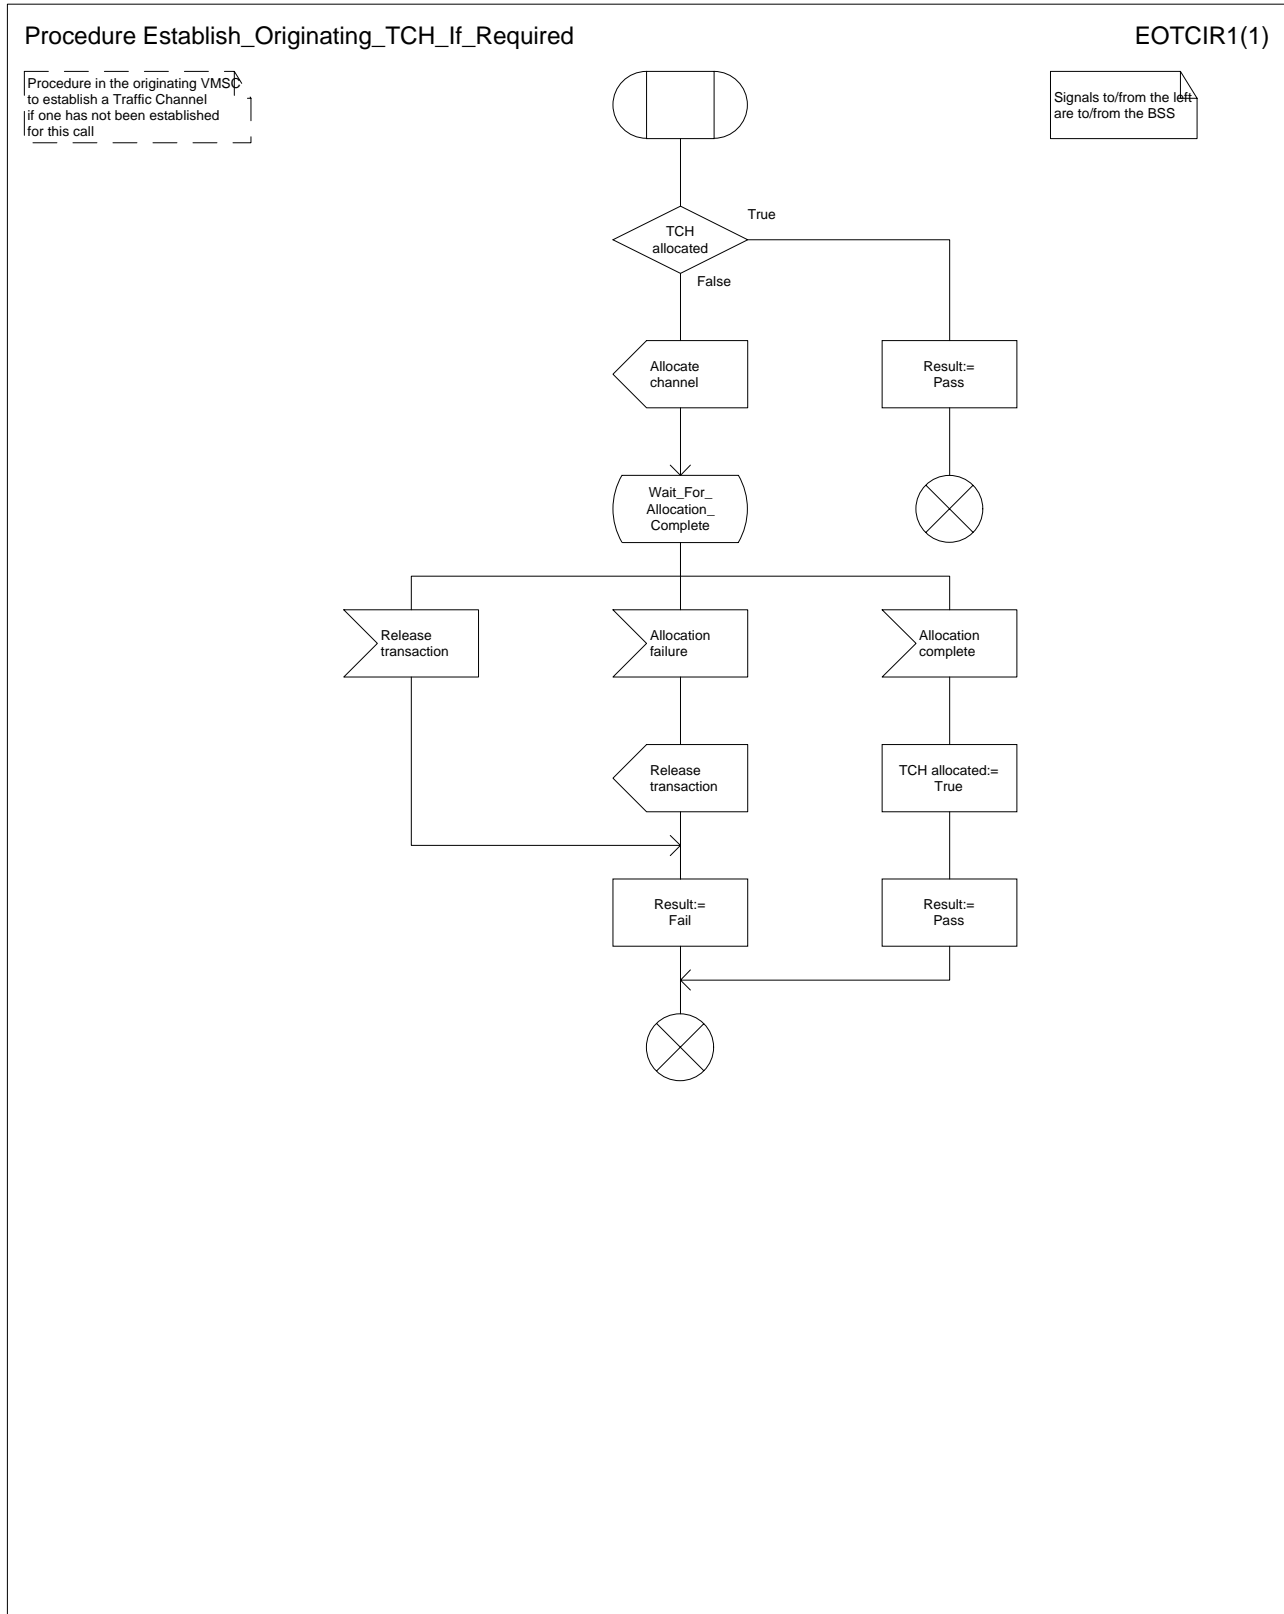 Procedure Establish_Originating_TCH_If_Required
EOTCIR1(1)
Procedure in the originating VMSC
to establish a Traffic Channel
if one has not been established
for this call
Signals to/from the left
are to/from the BSS
TCH
allocated
True
False
Allocate
channel
Result:=
Pass
Wait_For_
Allocation_
Complete
Release
transaction
Allocation
failure
Allocation
complete
Release
transaction
TCH allocated:=
True
Result:=
Fail
Result:=
Pass